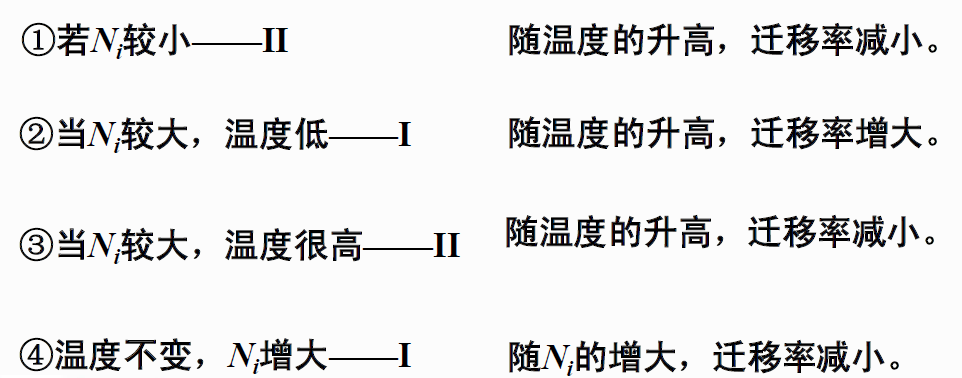 ①若Nᵢ较小——II 随温度的升高，迁移率减小。
②当Nᵢ较大，温度低——I 随温度的升高，迁移率增大。
③当Nᵢ较大，温度很高——II 随温度的升高，迁移率减小。
④温度不变，Nᵢ增大——I 随Nᵢ的增大，迁移率减小。